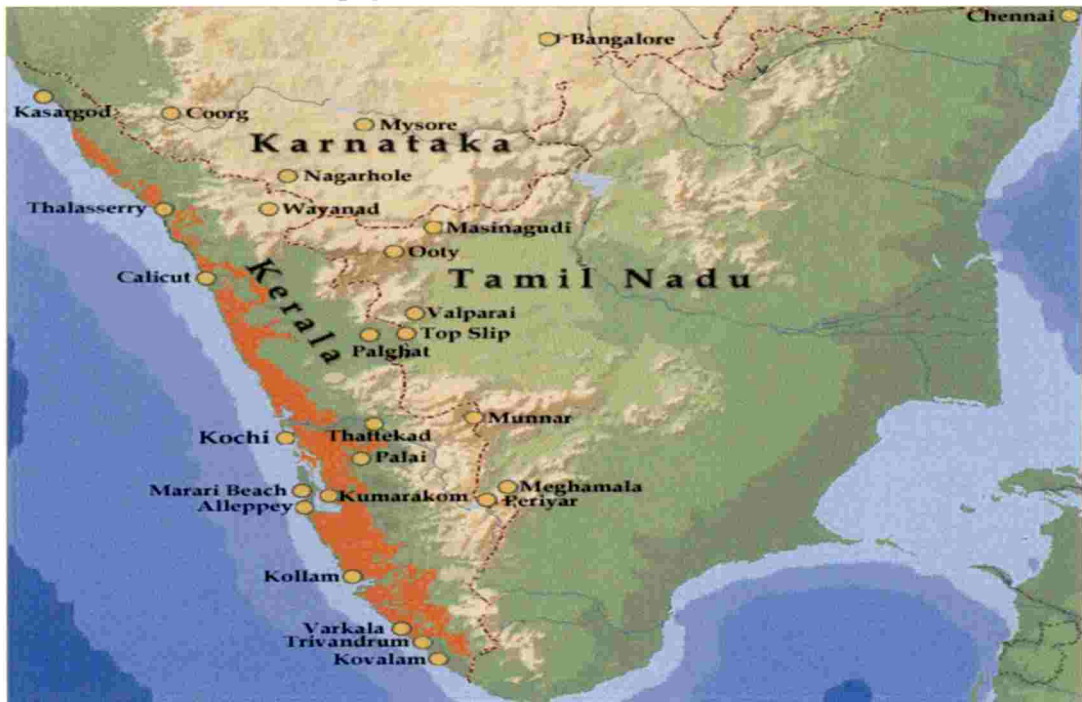 Chennai
Bangalore
Kasargod
Coorg
Mysore
Karnataka
Nagarhole
Thalasserry
Wayanad
Masinagudi
Ooty
Calicut
Kerala
Tamil Nadu
Valparai
Top Slip
Palghat
Munnar
Kochi
Thattekad
Palai
Marari Beach
Kumarakom
Meghamala
Periyar
Alleppey
Kollam
Varkala
Trivandrum
Kovalam